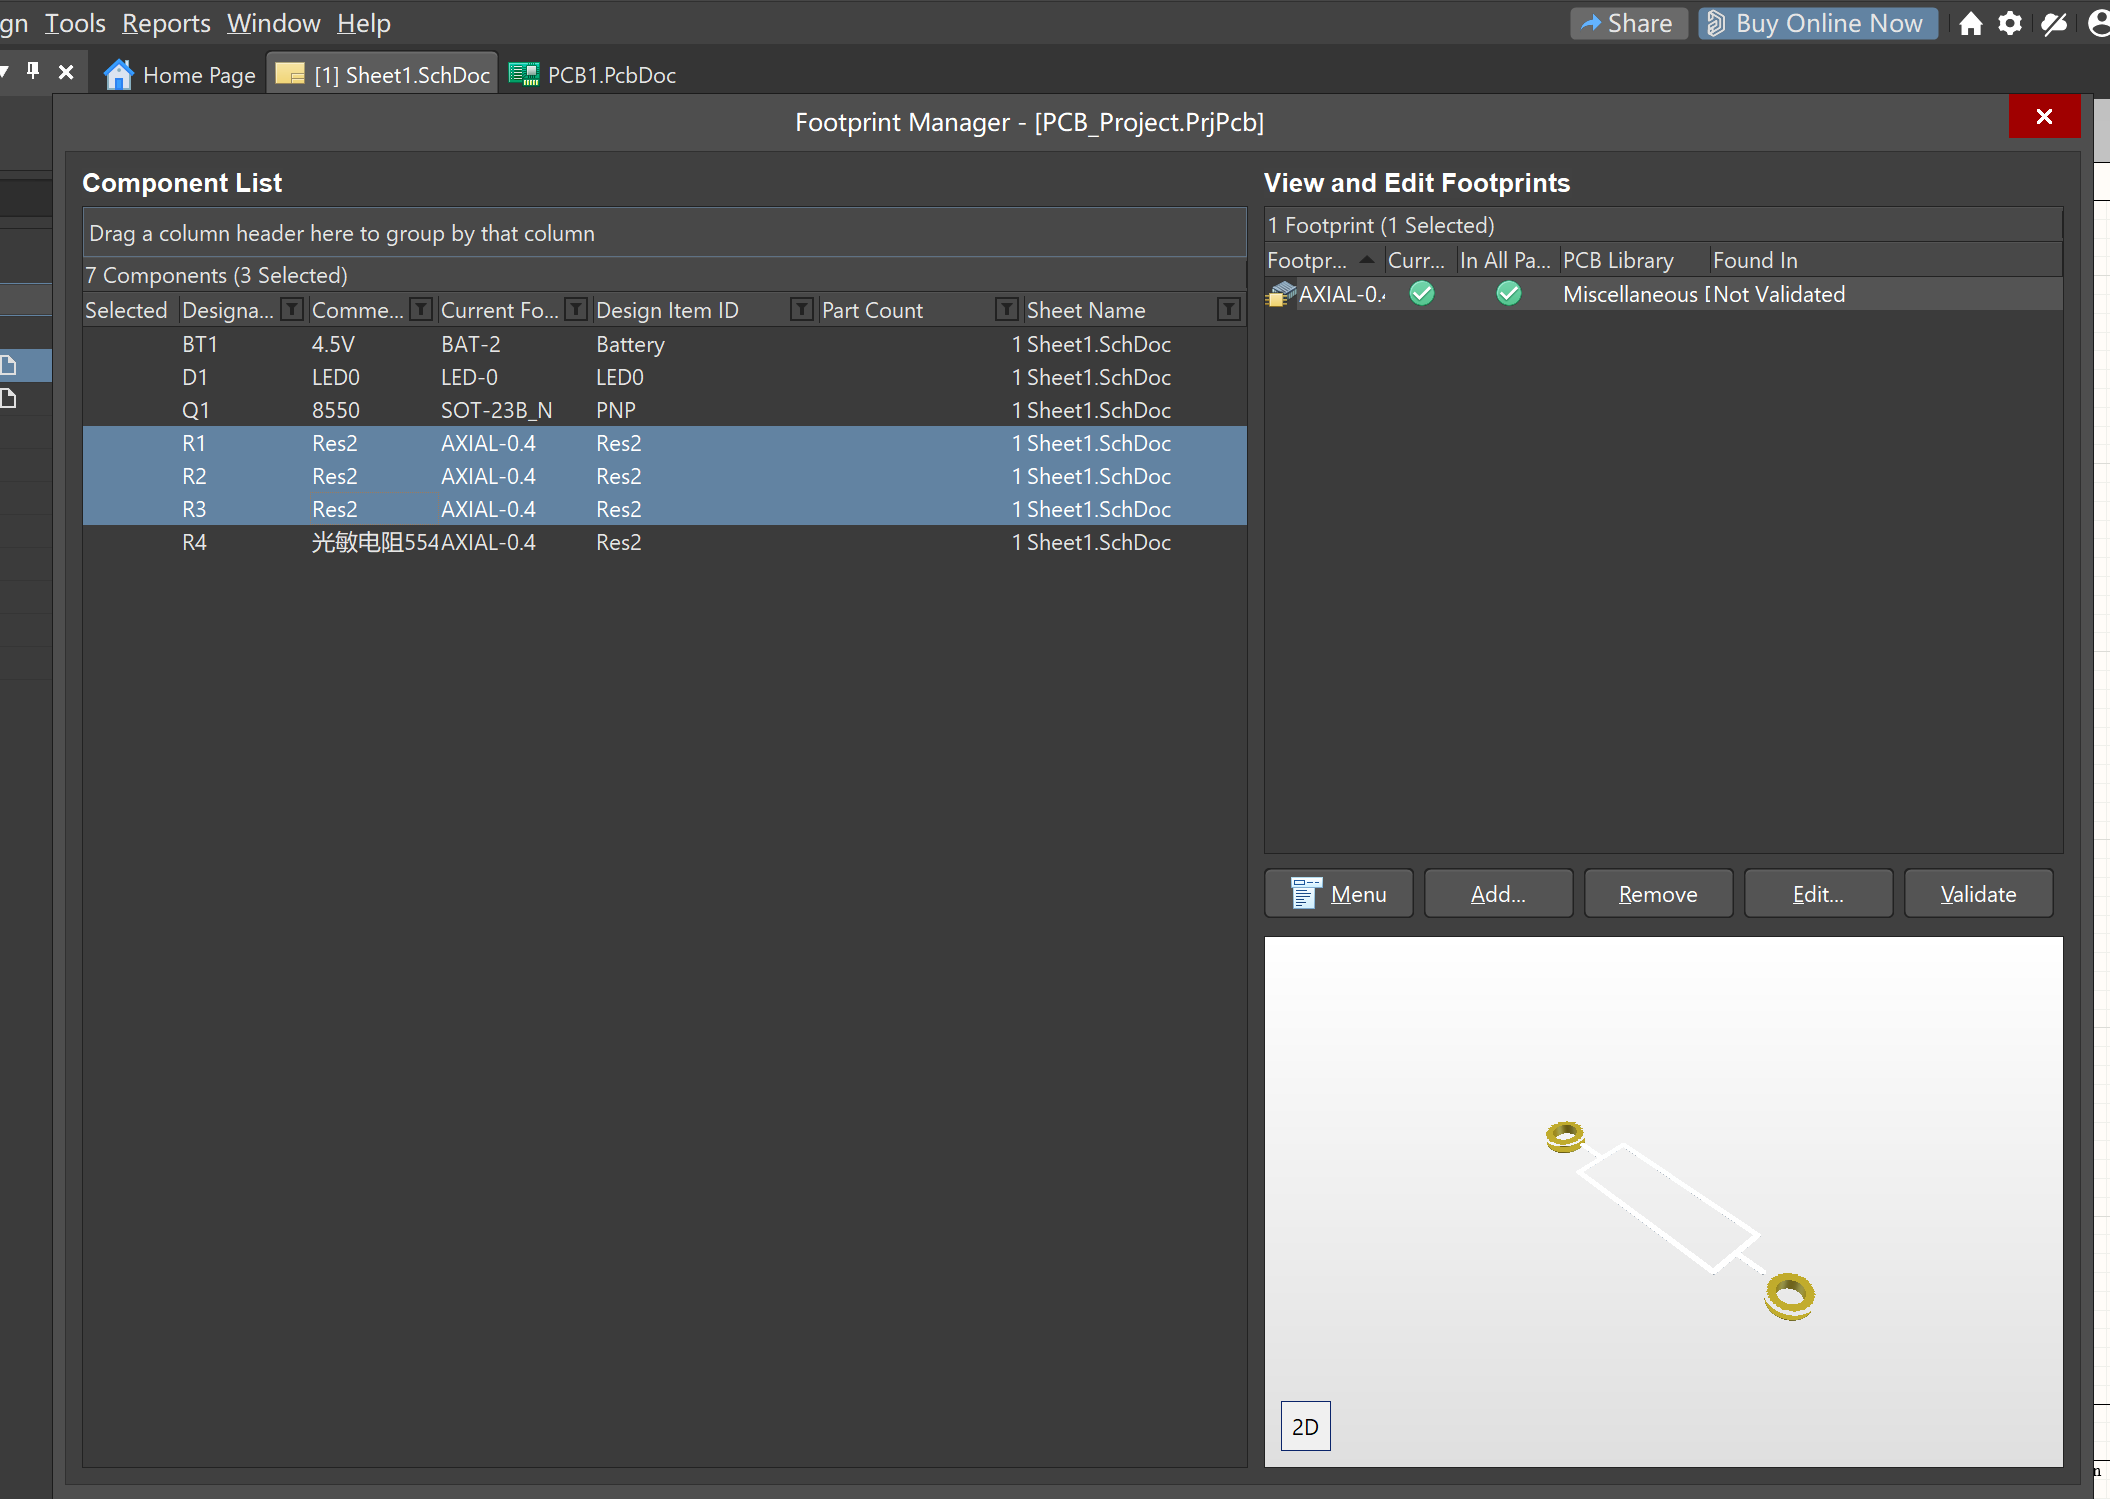 gn Tools Reports Window Help Share Buy Online Now
Home Page [1] Sheet1.SchDoc PCB1.PcbDoc
Footprint Manager - [PCB_Project.PrjPcb]
Component List
Drag a column header here to group by that column
7 Components (3 Selected)
Selected Designa... Comme... Current Fo... Design Item ID Part Count Sheet Name
BT1 4.5V BAT-2 Battery 1 Sheet1.SchDoc
D1 LED0 LED-0 LED0 1 Sheet1.SchDoc
Q1 8550 SOT-23B_N PNP 1 Sheet1.SchDoc
R1 Res2 AXIAL-0.4 Res2 1 Sheet1.SchDoc
R2 Res2 AXIAL-0.4 Res2 1 Sheet1.SchDoc
R3 Res2 AXIAL-0.4 Res2 1 Sheet1.SchDoc
R4 光敏电阻554 AXIAL-0.4 Res2 1 Sheet1.SchDoc
View and Edit Footprints
1 Footprint (1 Selected)
Footpr... Curr... In All Pa... PCB Library Found In
AXIAL-0.4 Miscellaneous D Not Validated
Menu Add... Remove Edit... Validate
2D
n